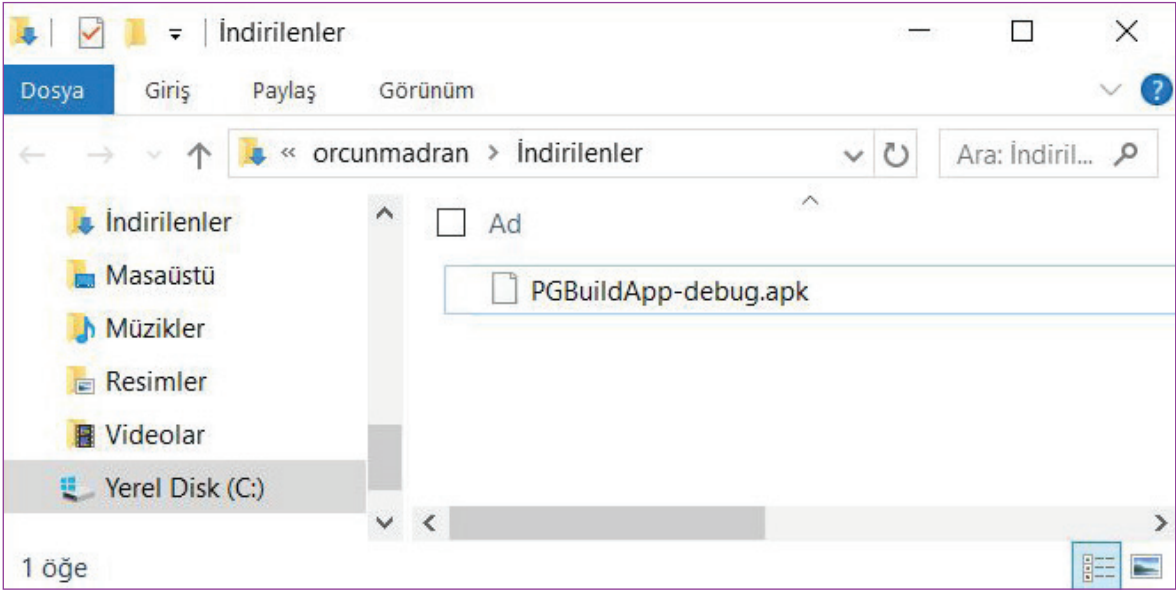 İndirilenler
Dosya Giriş Paylaş Görünüm ?
« orcunmadran > İndirilenler Ara: İndiril...
İndirilenler
Masaüstü
Müzikler
Resimler
Videolar
Yerel Disk (C:)
Ad
PGBuildApp-debug.apk
1 öğe